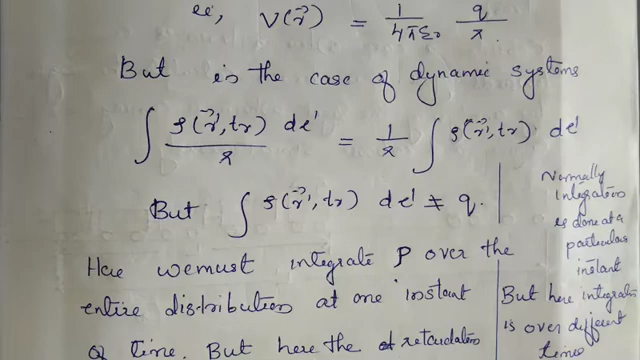 ie, V(r⃗) = 1/4πε₀ q/r.
But in the case of dynamic systems
∫ ρ(r⃗', tr) dτ' / r = 1/r ∫ ρ(r⃗', tr) dτ'
But ∫ ρ(r⃗', tr) dτ' ≠ q.
Here we must integrate ρ over the
entire distribution at one instant
of time. But here the retardation
Normally
integration
is done at a
particular
instant
But here integration
is over different
times